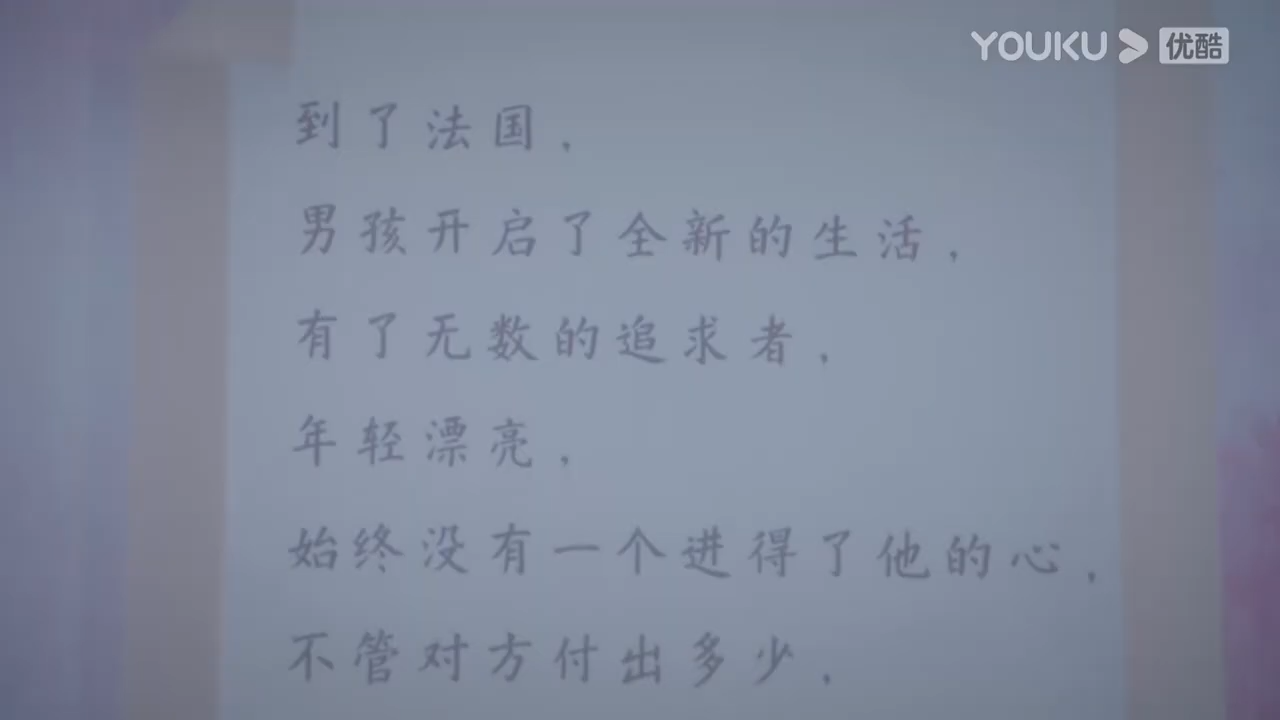 YOUKU 优酷
到了法国，
男孩开启了全新的生活，
有了无数的追求者，
年轻漂亮，
始终没有一个进得了他的心，
不管对方付出多少，